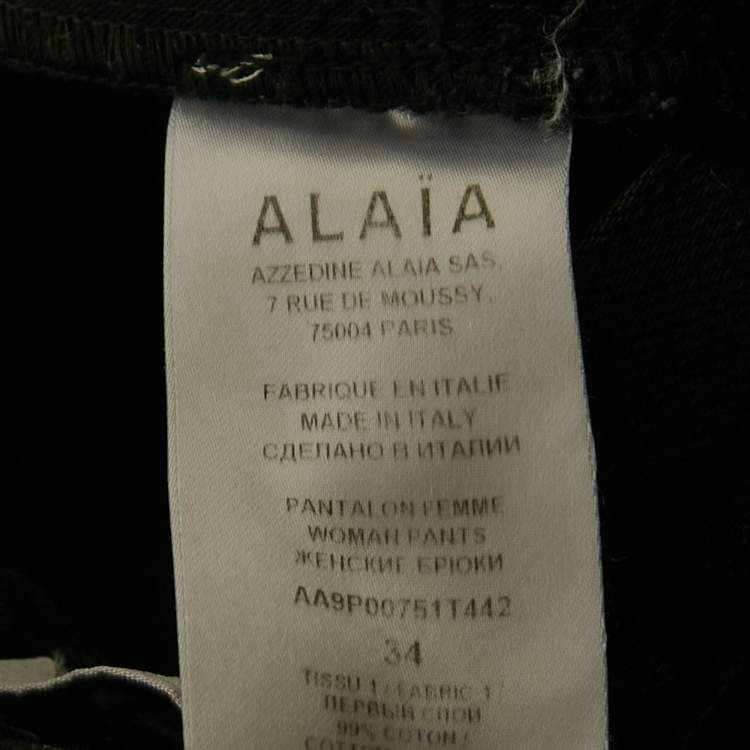 ALAÏA
AZZEDINE ALAÏA SAS,
7 RUE DE MOUSSY,
75004 PARIS
FABRIQUE EN ITALIE
MADE IN ITALY
СДЕЛАНО В ИТАЛИИ
PANTALON FEMME
WOMAN PANTS
ЖЕНСКИЕ БРЮКИ
AA9P00751T442
34
TISSU 1 / FABRIC 1 /
ПЕРВЫЙ СЛОЙ
99% COTON /